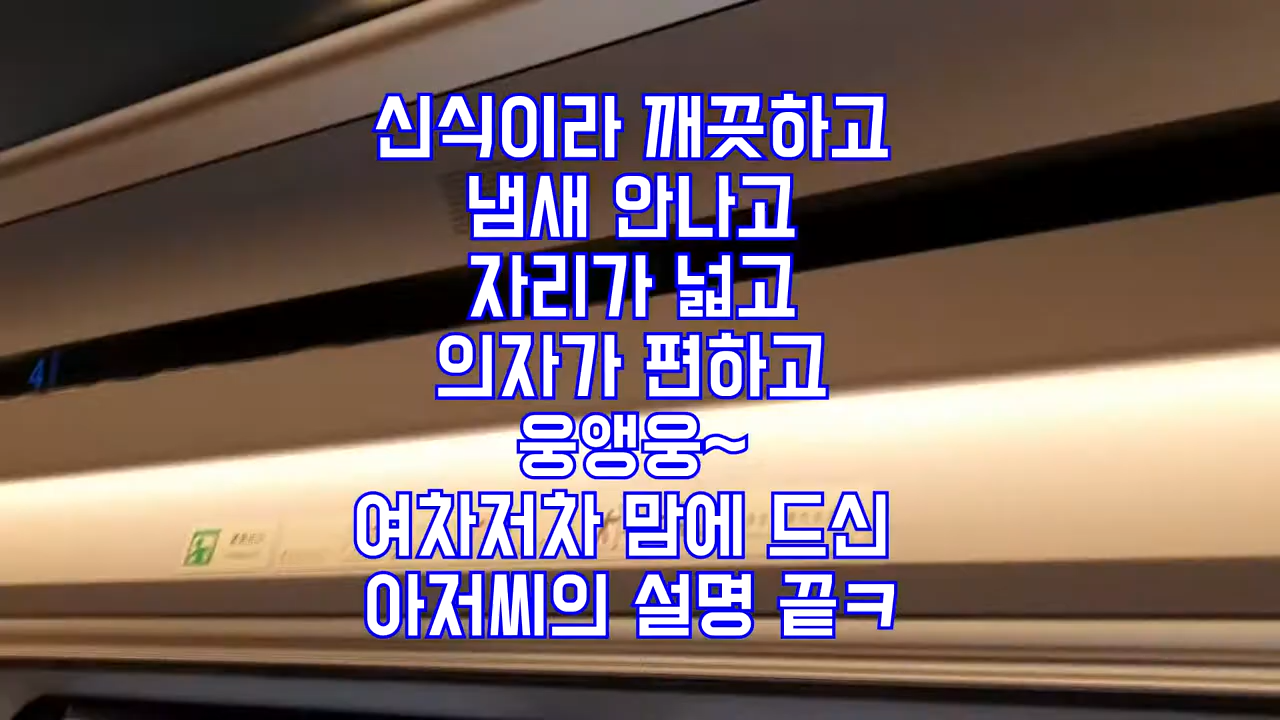 신식이라 깨끗하고
냄새 안나고
자리가 넓고
의자가 편하고
웅앵웅~
여차저차 맘에 드신
아저씨의 설명 끝ㅋ